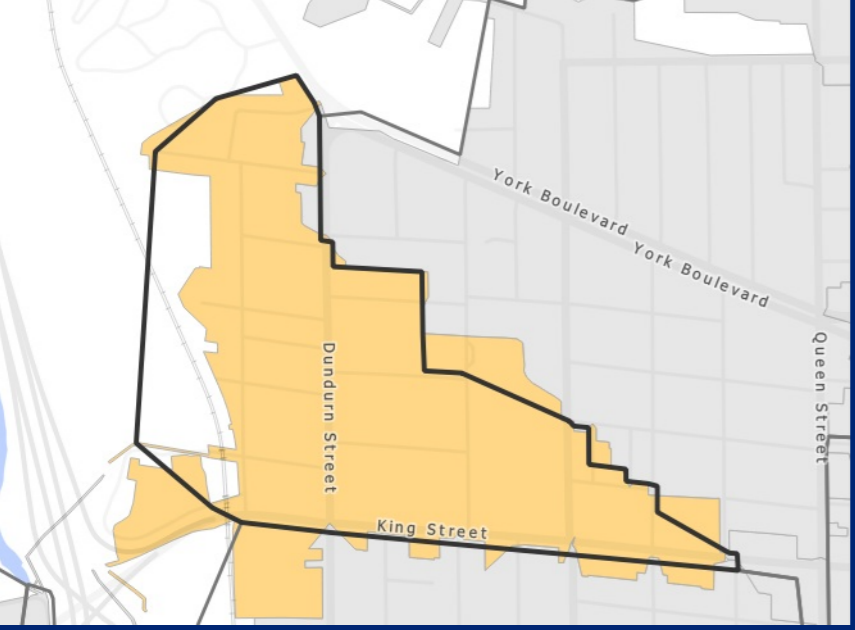 York Boulevard
York Boulevard
Queen Street
Dundurn Street
King Street